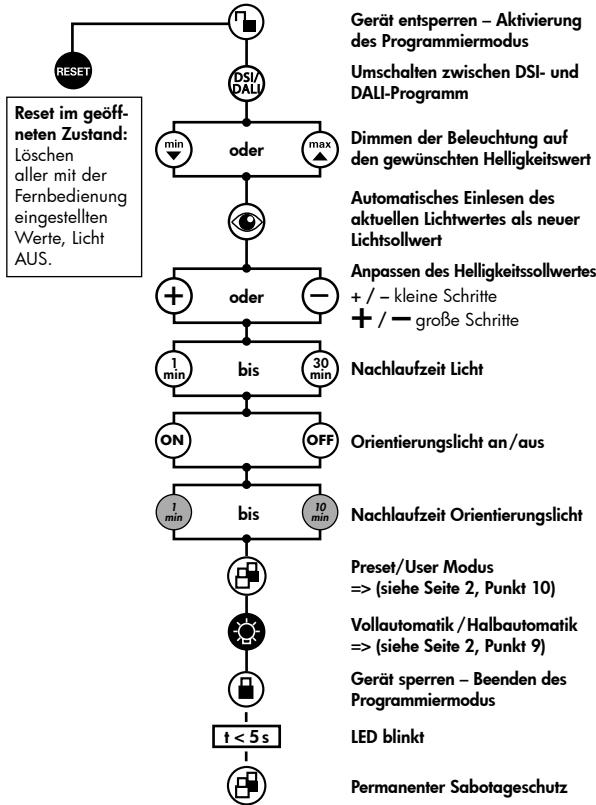 Gerät entsperren – Aktivierung
des Programmiermodus
RESET
DSI/
DALI
Umschalten zwischen DSI- und
DALI-Programm
Reset im geöff-
neten Zustand:
Löschen
aller mit der
Fernbedienung
eingestellten
Werte, Licht
AUS.
min
oder
max
Dimmen der Beleuchtung auf
den gewünschten Helligkeitswert
Automatisches Einlesen des
aktuellen Lichtwertes als neuer
Lichtsollwert
+
oder
–
Anpassen des Helligkeitssollwertes
+ / – kleine Schritte
+ / – große Schritte
1
min
bis
30
min
Nachlaufzeit Licht
ON
OFF
Orientierungslicht an/aus
1
min
bis
10
min
Nachlaufzeit Orientierungslicht
Preset/User Modus
=> (siehe Seite 2, Punkt 10)
Vollautomatik/Halbautomatik
=> (siehe Seite 2, Punkt 9)
Gerät sperren – Beenden des
Programmiermodus
t < 5 s
LED blinkt
Permanenter Sabotageschutz